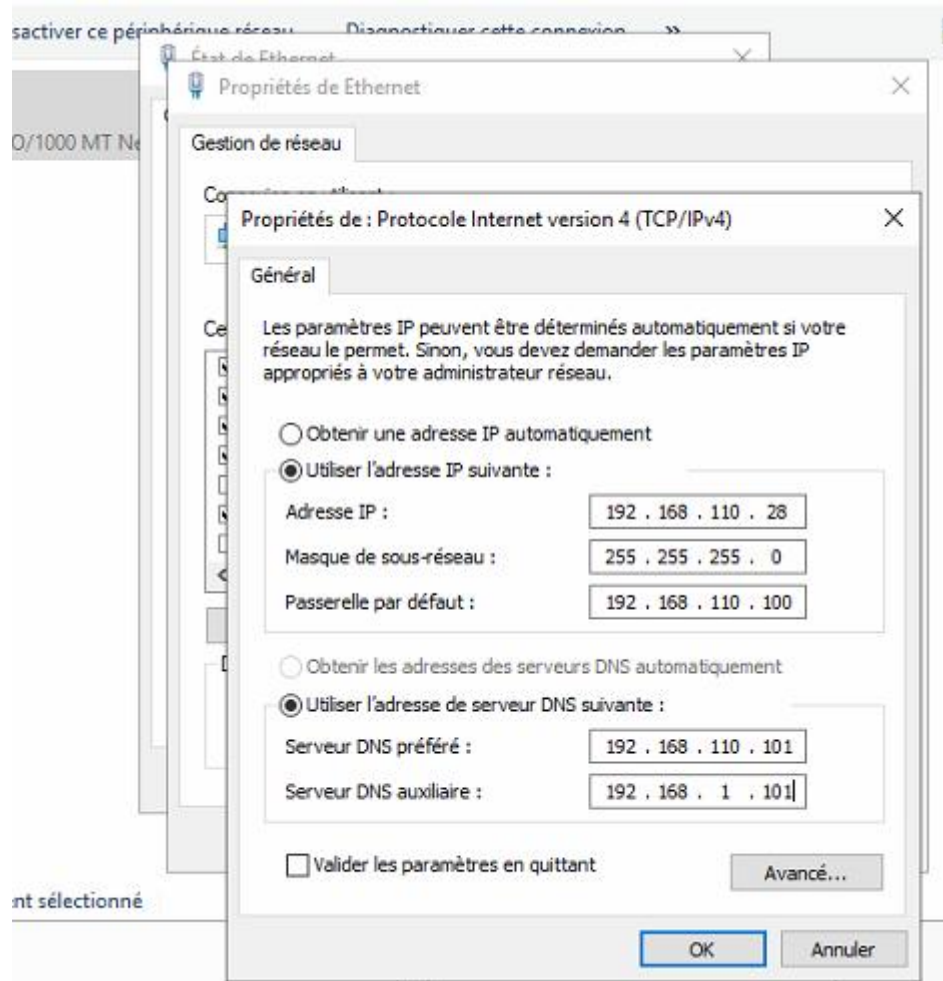 sactiver ce périphérique réseau Diagnostiquer cette connexion »
État de Ethernet
Propriétés de Ethernet
O/1000 MT Ne
Gestion de réseau
Propriétés de : Protocole Internet version 4 (TCP/IPv4)
Général
Ce
Les paramètres IP peuvent être déterminés automatiquement si votre
réseau le permet. Sinon, vous devez demander les paramètres IP
appropriés à votre administrateur réseau.
Obtenir une adresse IP automatiquement
Utiliser l'adresse IP suivante :
Adresse IP : 192 . 168 . 110 . 28
Masque de sous-réseau : 255 . 255 . 255 . 0
Passerelle par défaut : 192 . 168 . 110 . 100
Obtenir les adresses des serveurs DNS automatiquement
Utiliser l'adresse de serveur DNS suivante :
Serveur DNS préféré : 192 . 168 . 110 . 101
Serveur DNS auxiliaire : 192 . 168 . 1 . 101
Valider les paramètres en quittant
Avancé...
nt sélectionné
OK Annuler